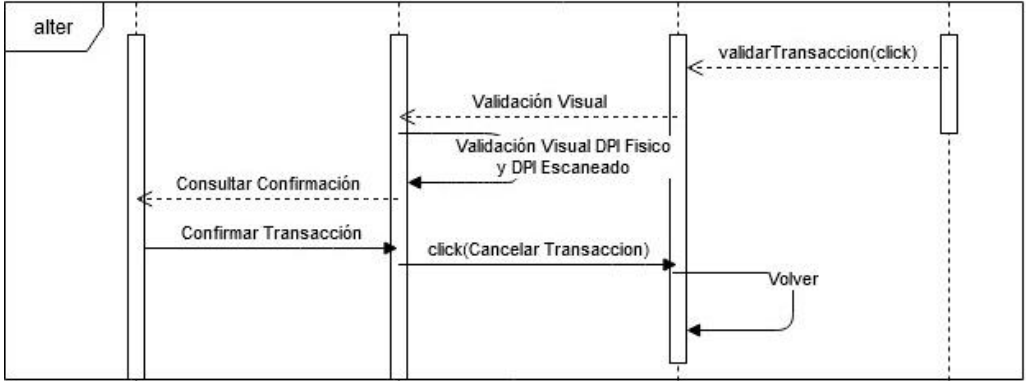 alter
validarTransaccion(click)
Validación Visual
Validación Visual DPI Fisico
y DPI Escaneado
Consultar Confirmación
Confirmar Transacción
click(Cancelar Transaccion)
Volver